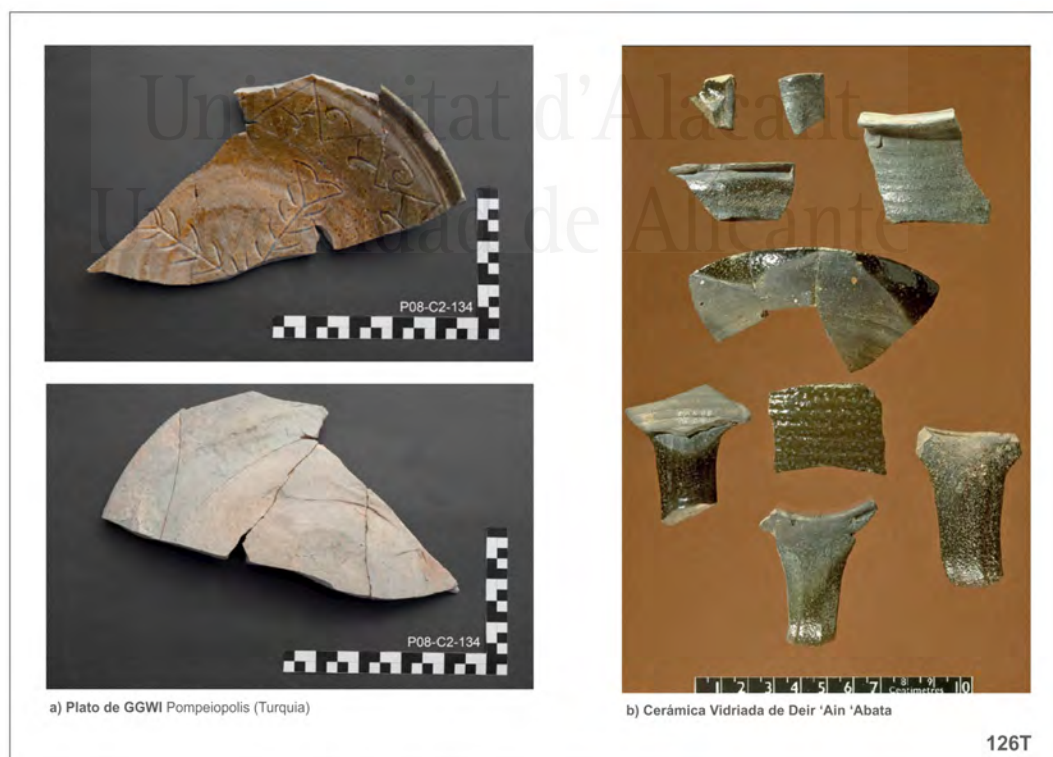 Universitat d'Alacant
Universidad de Alicante
P08-C2-134
P08-C2-134
a) Plato de GGWI Pompeiopolis (Turquia)
1 2 3 4 5 6 7 8 9 10
Centimetres
b) Cerámica Vidriada de Deir ‘Ain ‘Abata
126T